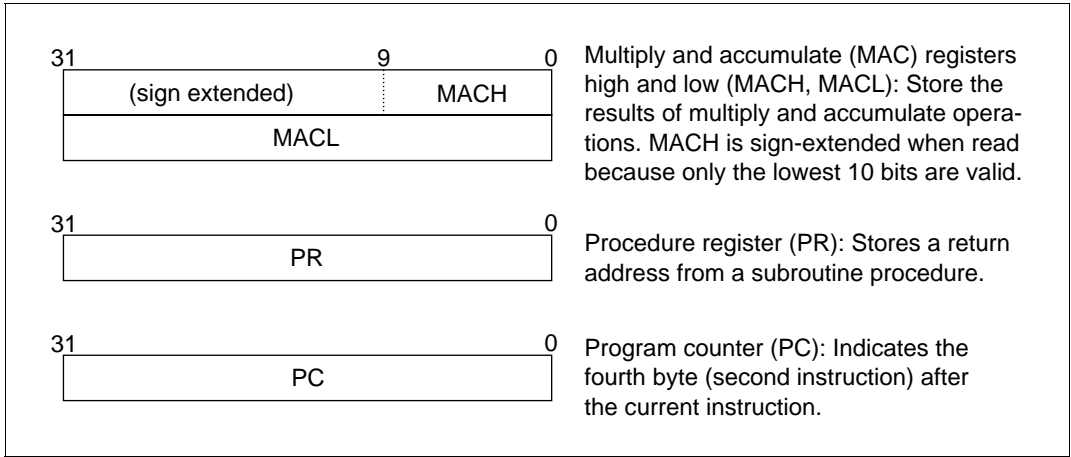 31 9 0
(sign extended) MACH
MACL
Multiply and accumulate (MAC) registers
high and low (MACH, MACL): Store the
results of multiply and accumulate opera-
tions. MACH is sign-extended when read
because only the lowest 10 bits are valid.
31 0
PR
Procedure register (PR): Stores a return
address from a subroutine procedure.
31 0
PC
Program counter (PC): Indicates the
fourth byte (second instruction) after
the current instruction.